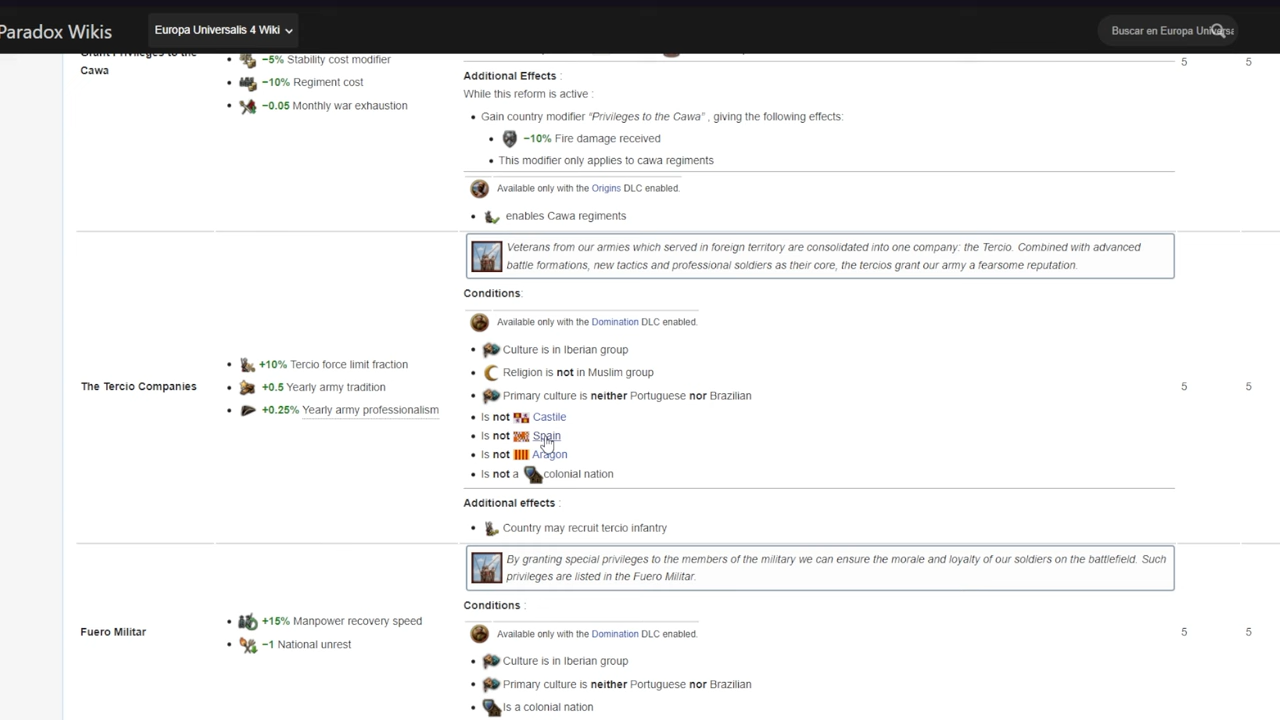 Paradox Wikis
Europa Universalis 4 Wiki
Buscar en Europa Universa
Grant Privileges to the
Cawa
−5% Stability cost modifier
−10% Regiment cost
−0.05 Monthly war exhaustion
Additional Effects :
While this reform is active :
Gain country modifier “Privileges to the Cawa” , giving the following effects:
−10% Fire damage received
This modifier only applies to cawa regiments
Available only with the Origins DLC enabled.
enables Cawa regiments
5
5
The Tercio Companies
+10% Tercio force limit fraction
+0.5 Yearly army tradition
+0.25% Yearly army professionalism
Veterans from our armies which served in foreign territory are consolidated into one company: the Tercio. Combined with advanced
battle formations, new tactics and professional soldiers as their core, the tercios grant our army a fearsome reputation.
Conditions:
Available only with the Domination DLC enabled.
Culture is in Iberian group
Religion is not in Muslim group
Primary culture is neither Portuguese nor Brazilian
Is not Castile
Is not Spain
Is not Aragon
Is not a colonial nation
Additional effects :
Country may recruit tercio infantry
5
5
Fuero Militar
+15% Manpower recovery speed
−1 National unrest
By granting special privileges to the members of the military we can ensure the morale and loyalty of our soldiers on the battlefield. Such
privileges are listed in the Fuero Militar.
Conditions :
Available only with the Domination DLC enabled.
Culture is in Iberian group
Primary culture is neither Portuguese nor Brazilian
Is a colonial nation
5
5